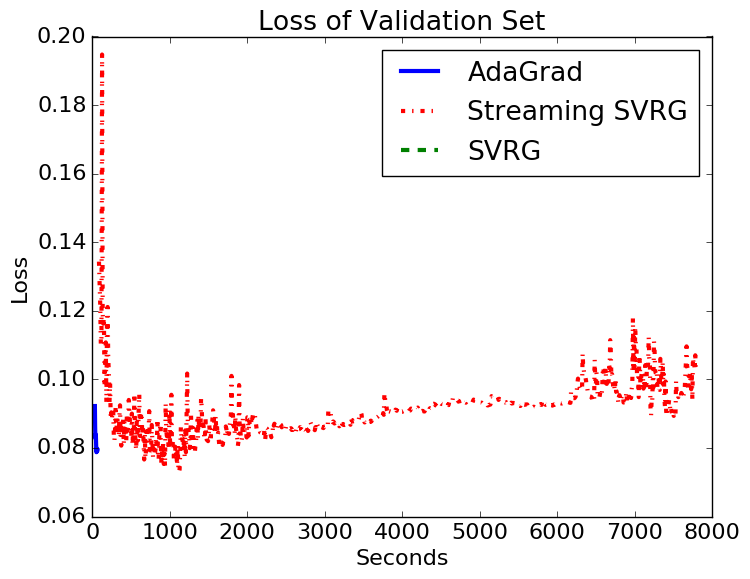 Loss of Validation Set
0.20
0.18
0.16
0.14
0.12
0.10
0.08
0.06
Loss
AdaGrad
Streaming SVRG
SVRG
0 1000 2000 3000 4000 5000 6000 7000 8000
Seconds